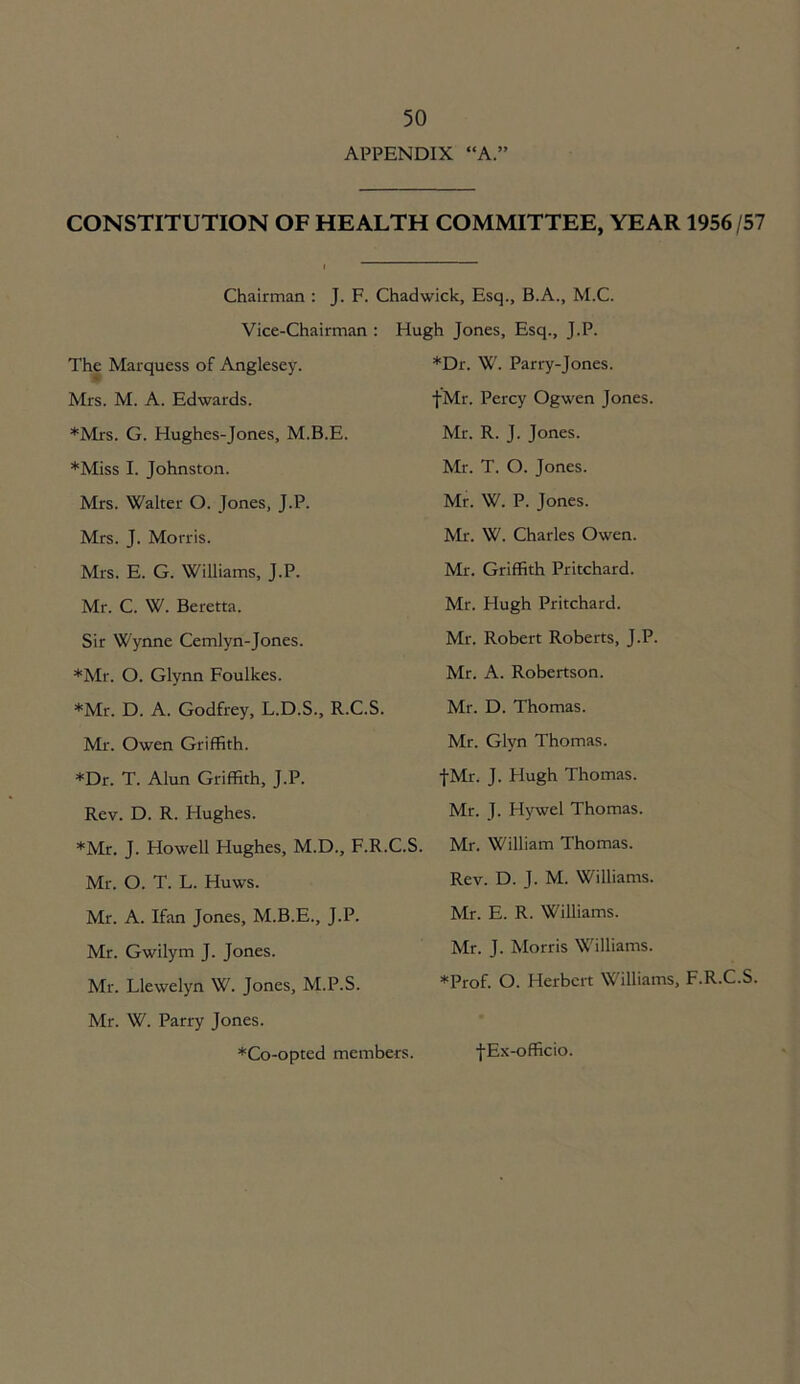 50
APPENDIX “A.”
CONSTITUTION OF HEALTH COMMITTEE, YEAR 1956/57
Chairman : J. F. Chadwick, Esq., B.A., M.C.
Vice-Chairman : Hugh Jones, Esq., J.P.
The Marquess of Anglesey.
Mrs. M. A. Edwards.
*Mrs. G. Hughes-Jones, M.B.E.
*Miss I. Johnston.
Mrs. Walter O. Jones, J.P.
Mrs. J. Morris.
Mrs. E. G. Williams, J.P.
Mr. C. W. Beretta.
Sir Wynne Cemlyn-Jones.
*Mr. O. Glynn Foulkes.
*Mr. D. A. Godfrey, L.D.S., R.C.S.
Mr. Owen Griffith.
*Dr. T. Alun Griffith, J.P.
Rev. D. R. Hughes.
*Mr. J. Howell Hughes, M.D., F.R.C.S.
Mr. O. T. L. Huws.
Mr. A. Ifan Jones, M.B.E., J.P.
Mr. Gwilym J. Jones.
Mr. Llewelyn W. Jones, M.P.S.
Mr. W. Parry Jones.
*Dr. W. Parry-Jones.
†Mr. Percy Ogwen Jones.
Mr. R. J. Jones.
Mr. T. O. Jones.
Mr. W. P. Jones.
Mr. W. Charles Owen.
Mr. Griffith Pritchard.
Mr. Hugh Pritchard.
Mr. Robert Roberts, J.P.
Mr. A. Robertson.
Mr. D. Thomas.
Mr. Glyn Thomas.
†Mr. J. Hugh Thomas.
Mr. J. Hywel Thomas.
Mr. William Thomas.
Rev. D. J. M. Williams.
Mr. E. R. Williams.
Mr. J. Morris Williams.
*Prof. O. Herbert Williams, F.R.C.S.
*Co-opted members. †Ex-officio.